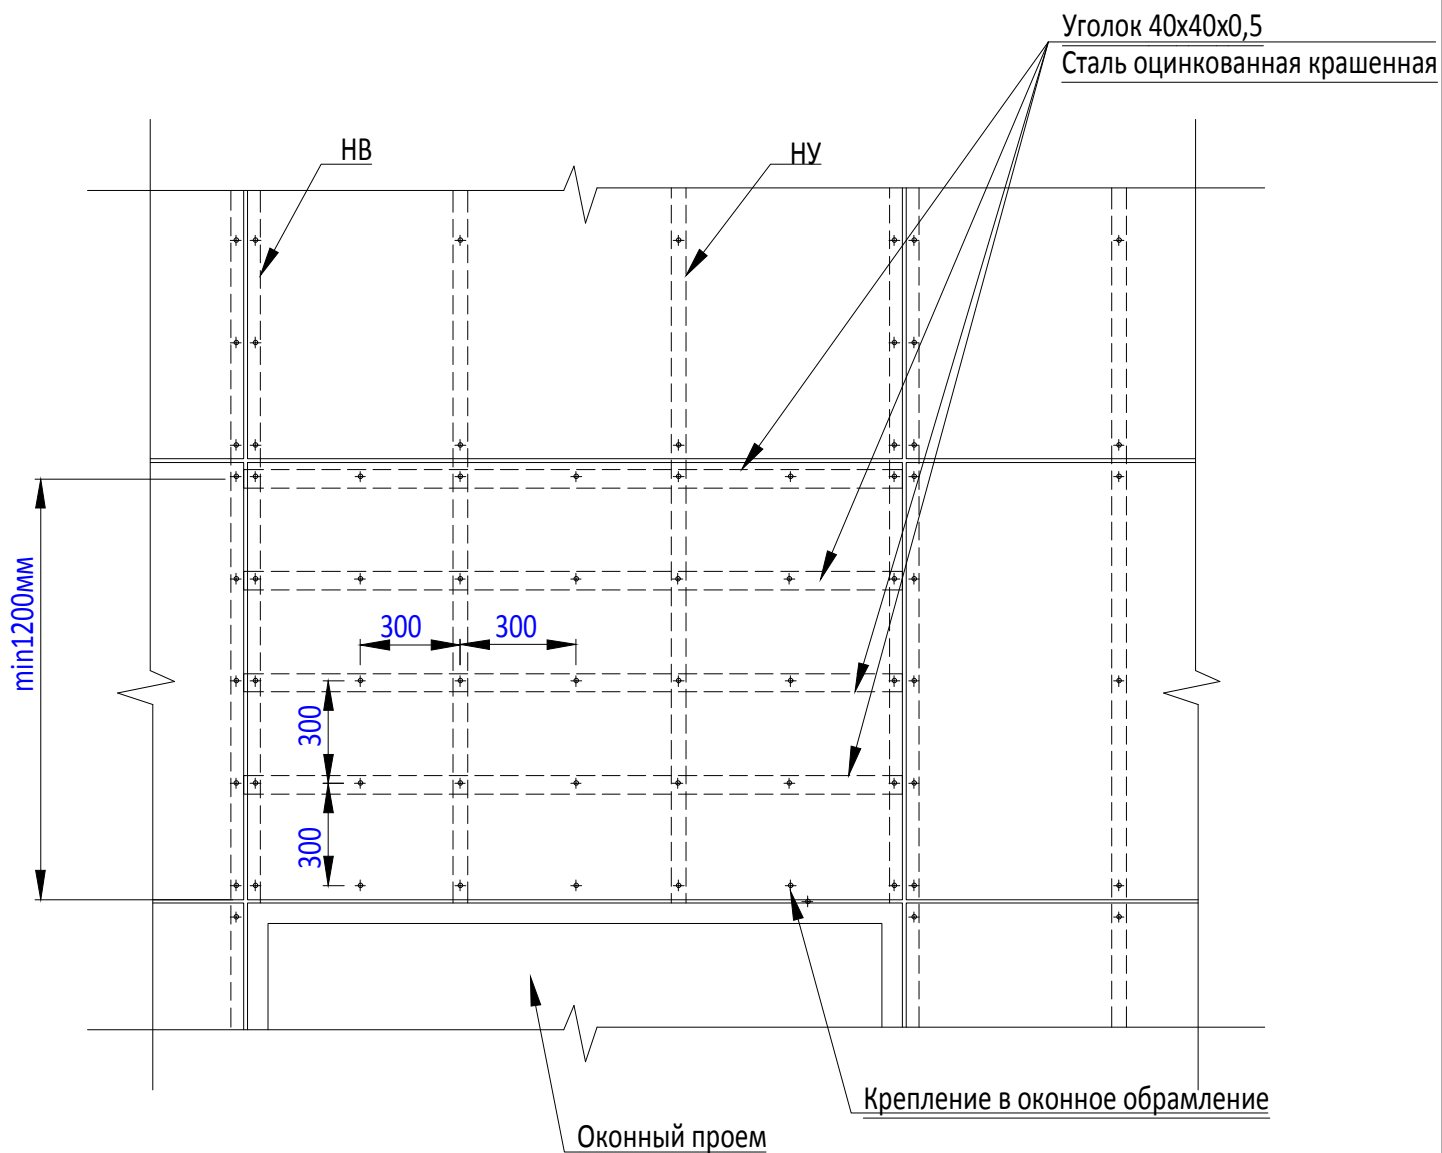 Уголок 40х40х0,5
Сталь оцинкованная крашенная
НВ
НУ
min1200мм
300
300
300
300
Крепление в оконное обрамление
Оконный проем